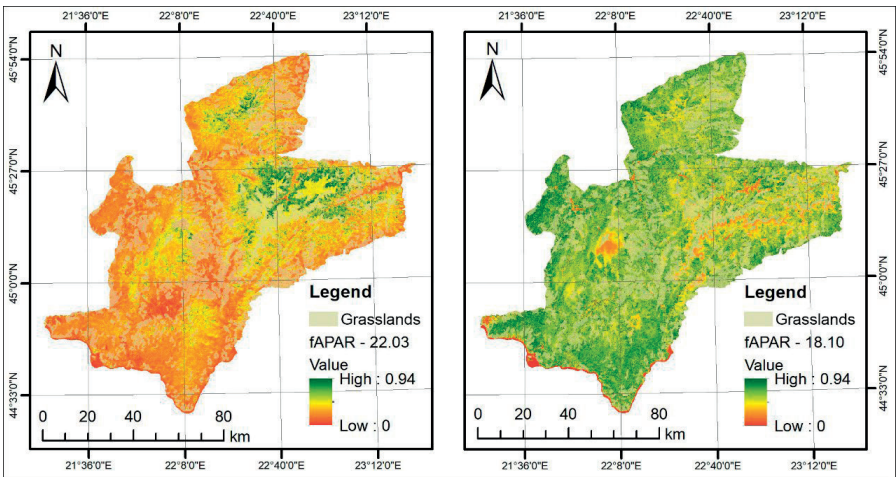 21°36'0"E 22°8'0"E 22°40'0"E 23°12'0"E
N
45°54'0"N
45°27'0"N
45°0'0"N
44°33'0"N
Legend
Grasslands
fAPAR - 22.03
Value
High : 0.94
Low : 0
0 20 40 80
km
21°36'0"E 22°8'0"E 22°40'0"E 23°12'0"E
21°36'0"E 22°8'0"E 22°40'0"E 23°12'0"E
N
45°54'0"N
45°27'0"N
45°0'0"N
44°33'0"N
Legend
Grasslands
fAPAR - 18.10
Value
High : 0.94
Low : 0
0 20 40 80
km
21°36'0"E 22°8'0"E 22°40'0"E 23°12'0"E